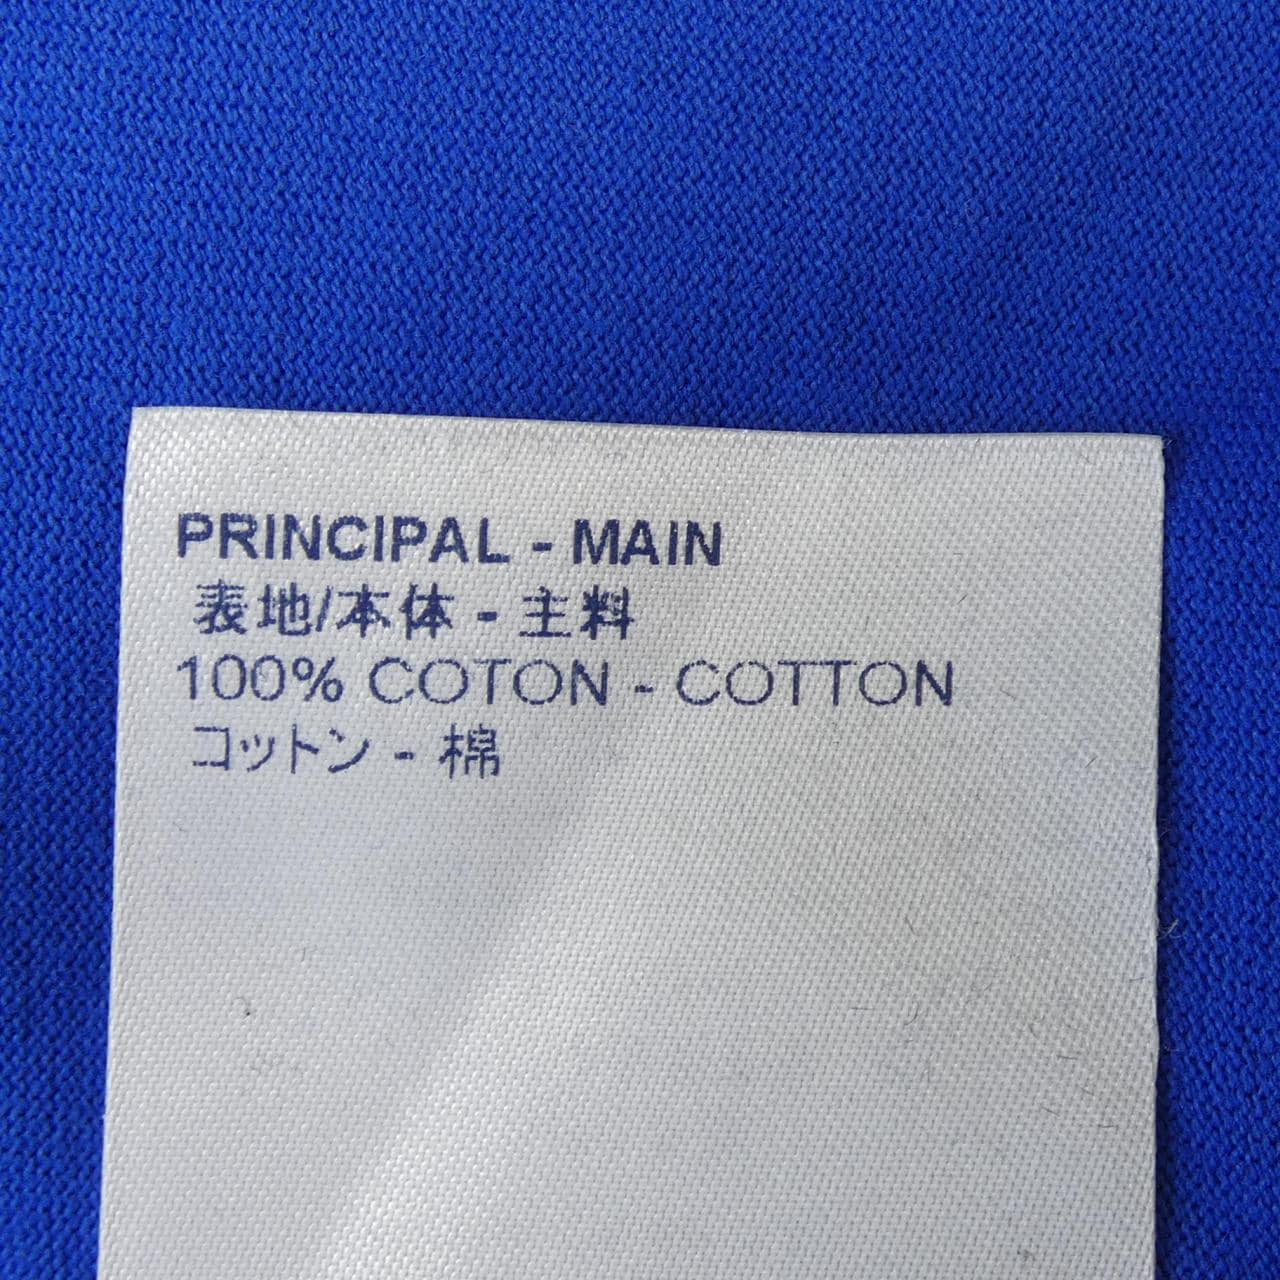 PRINCIPAL - MAIN
表地/本体 - 主料
100% COTON - COTTON
コットン - 棉